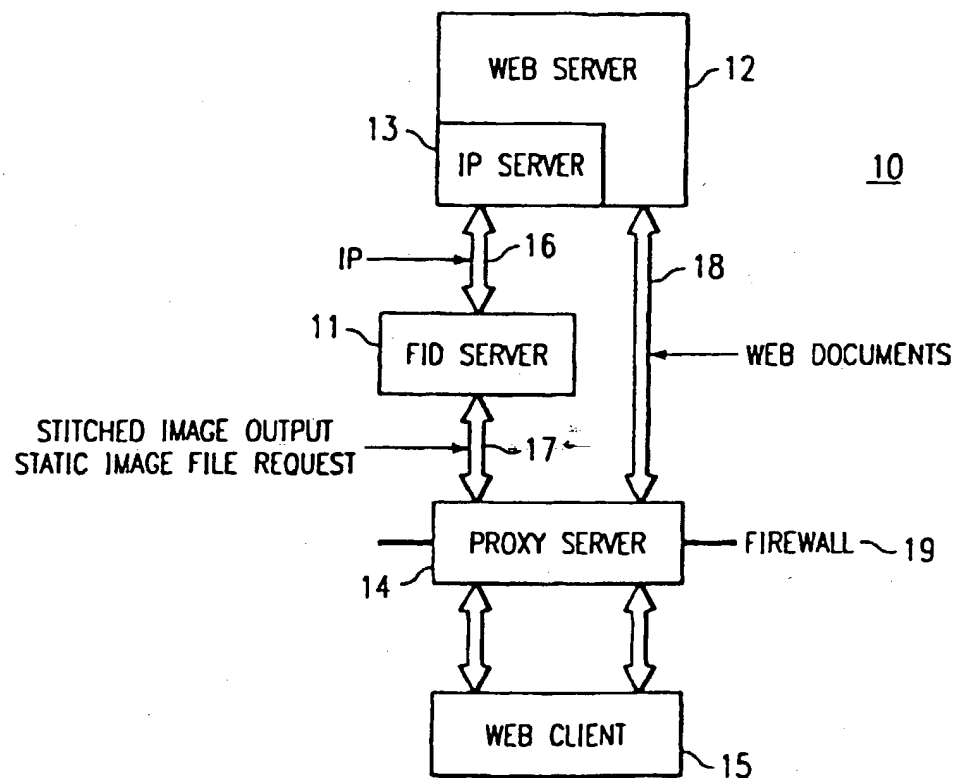 WEB SERVER
12
13
IP SERVER
10
IP
16
18
11
FID SERVER
WEB DOCUMENTS
STITCHED IMAGE OUTPUT
STATIC IMAGE FILE REQUEST
17
PROXY SERVER
FIREWALL
19
14
WEB CLIENT
15